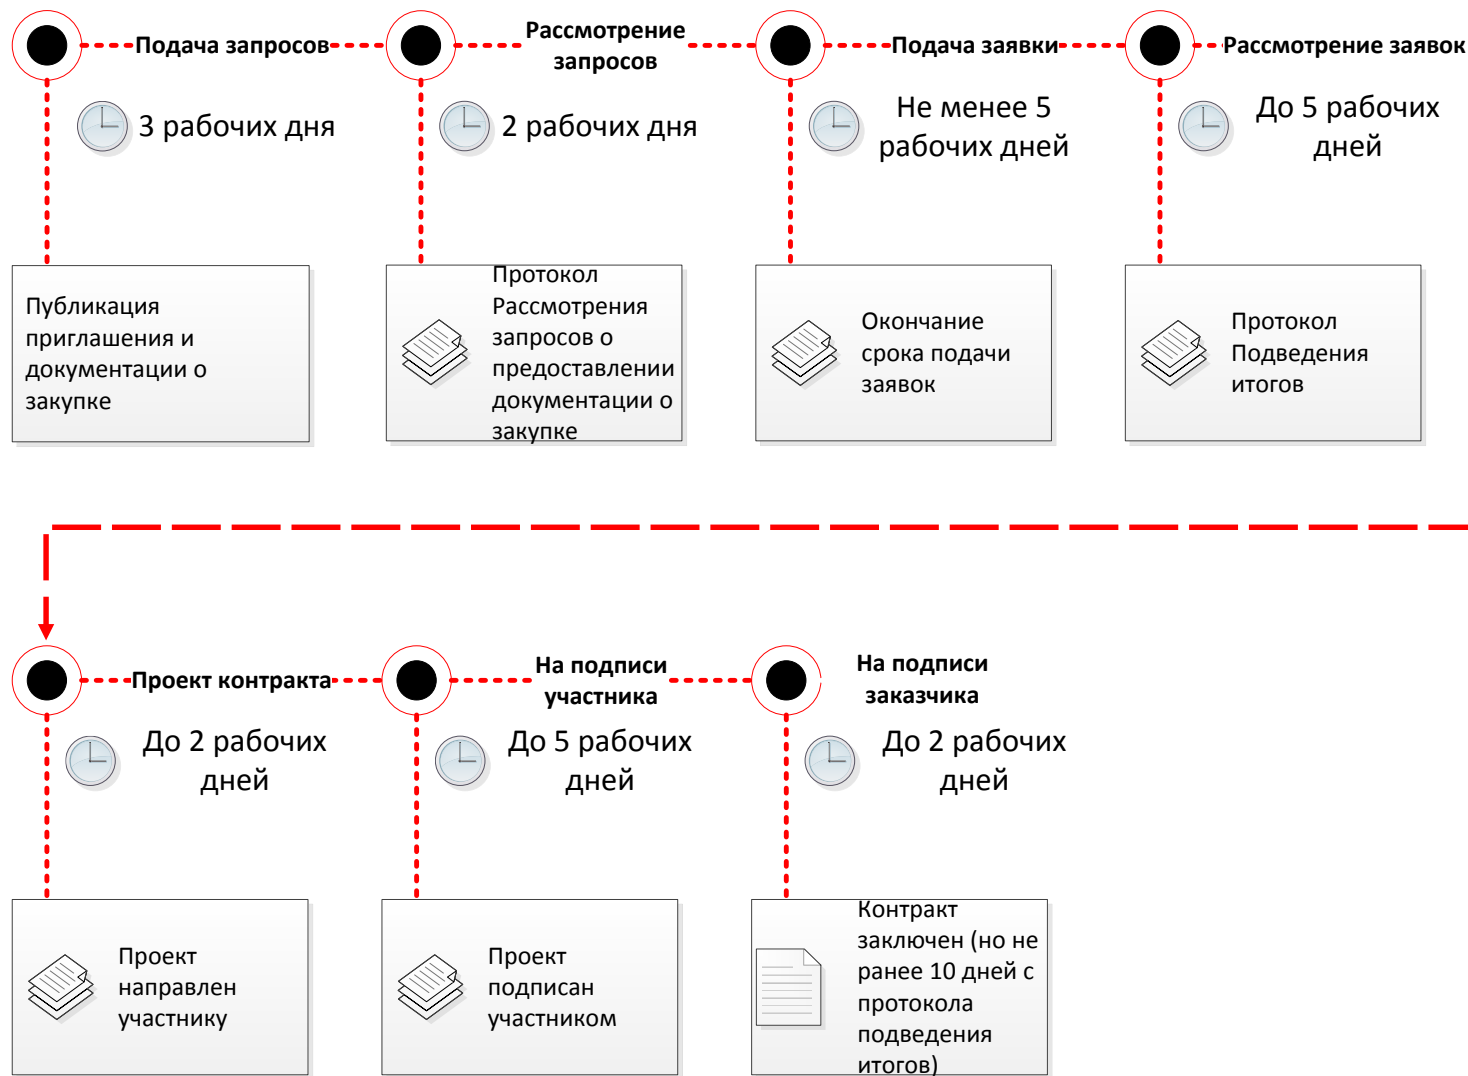 Подача запросов
Рассмотрение
запросов
Подача заявки
Рассмотрение заявок
3 рабочих дня
2 рабочих дня
Не менее 5
рабочих дней
До 5 рабочих
дней
Публикация
приглашения и
документации о
закупке
Протокол
Рассмотрения
запросов о
предоставлении
документации о
закупке
Окончание
срока подачи
заявок
Протокол
Подведения
итогов
Проект контракта
На подписи
участника
На подписи
заказчика
До 2 рабочих
дней
До 5 рабочих
дней
До 2 рабочих
дней
Проект
направлен
участнику
Проект
подписан
участником
Контракт
заключен (но не
ранее 10 дней с
протокола
подведения
итогов)